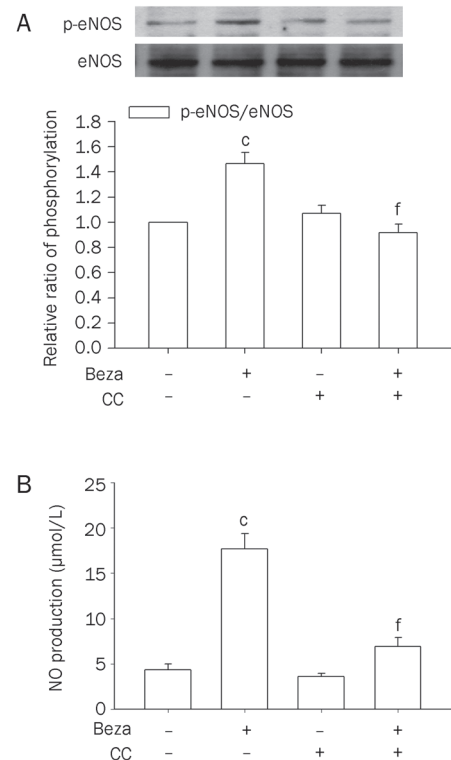 A
p-eNOS
eNOS
p-eNOS/eNOS
Relative ratio of phosphorylation
1.8
1.6
1.4
1.2
1.0
0.8
0.6
0.4
0.2
0.0
c
f
Beza – + – +
CC – – + +
B
NO production (µmol/L)
25
20
15
10
5
0
c
f
Beza – + – +
CC – – + +